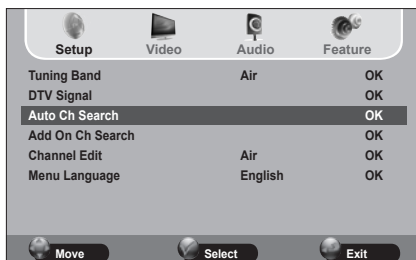 Setup Video Audio Feature
Tuning Band Air OK
DTV Signal OK
Auto Ch Search OK
Add On Ch Search OK
Channel Edit Air OK
Menu Language English OK
Move Select Exit